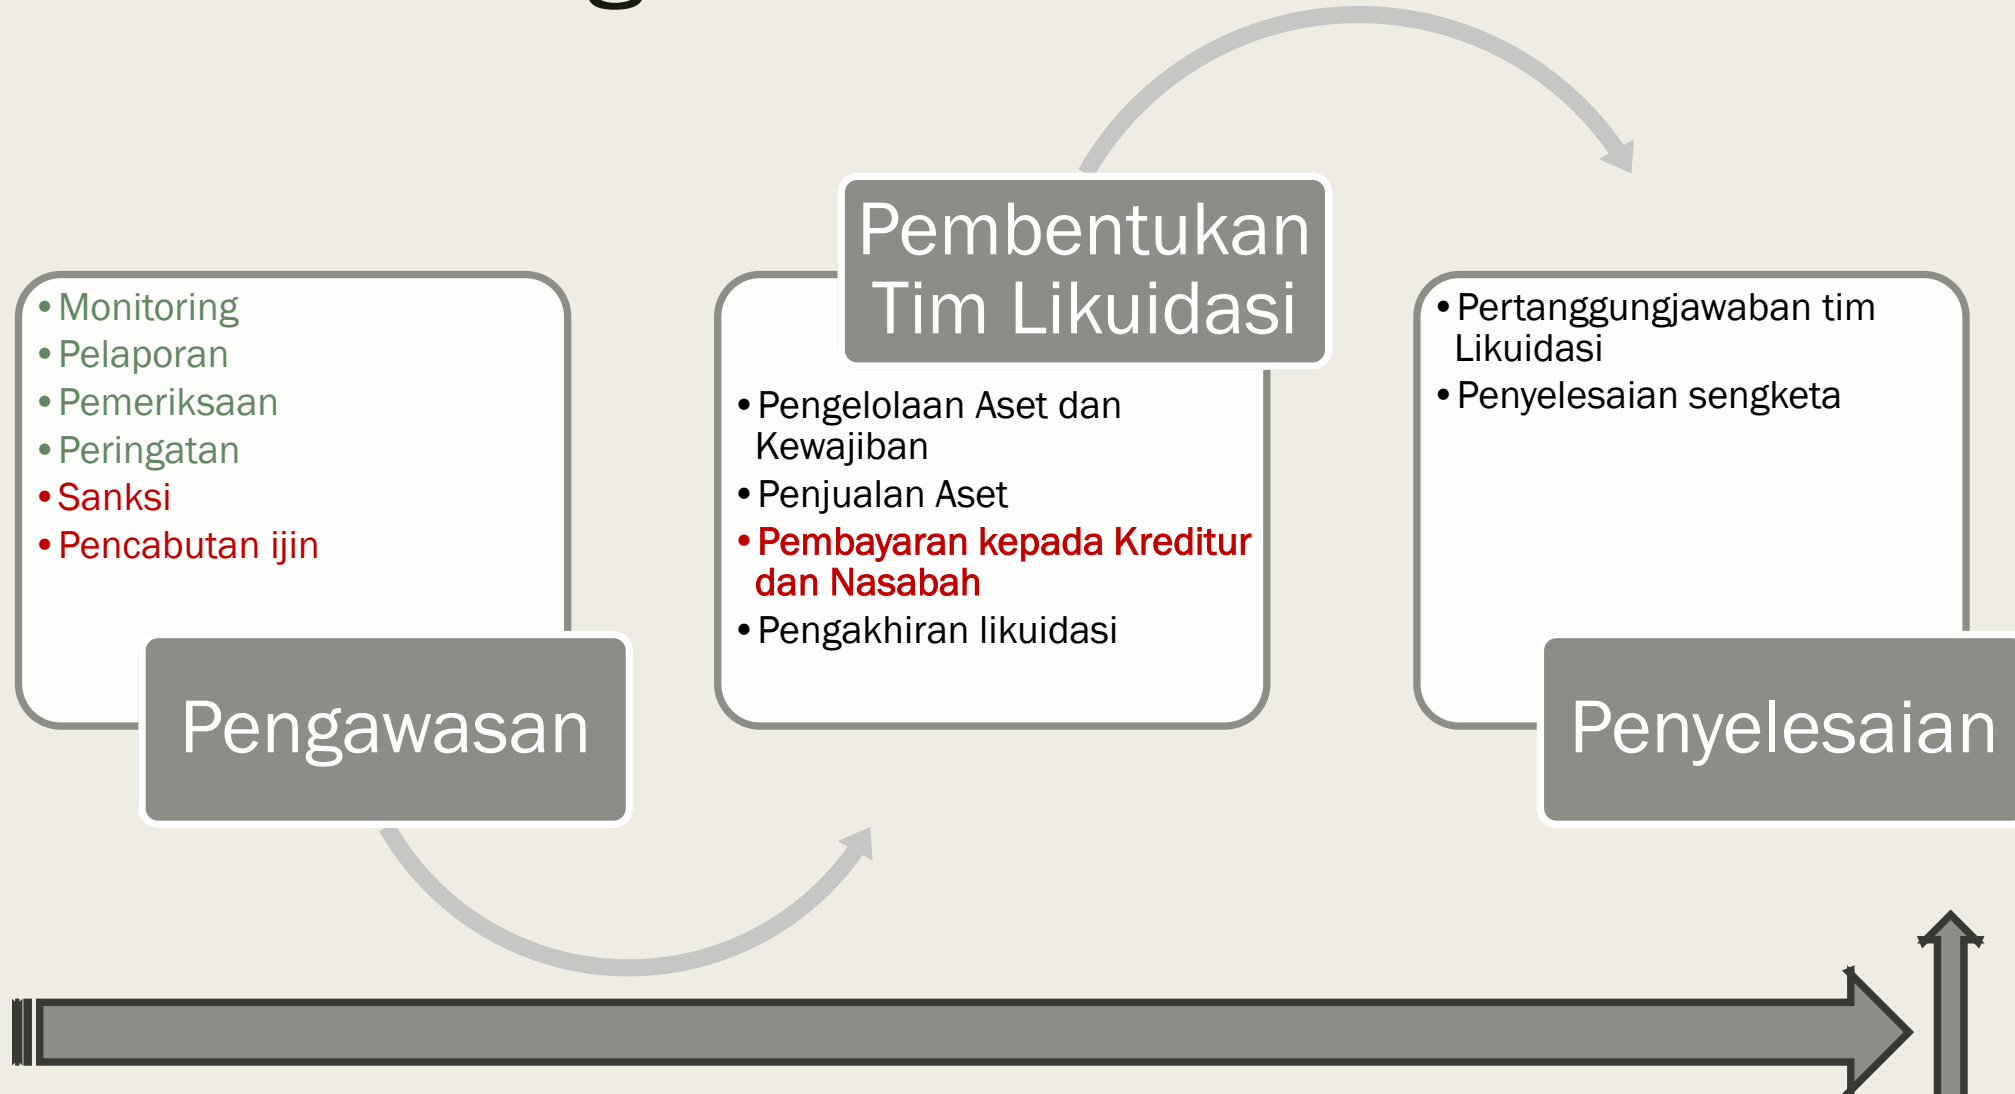 • Monitoring
• Pelaporan
• Pemeriksaan
• Peringatan
• Sanksi
• Pencabutan ijin
Pengawasan
Pembentukan
Tim Likuidasi
• Pengelolaan Aset dan
Kewajiban
• Penjualan Aset
• Pembayaran kepada Kreditur
dan Nasabah
• Pengakhiran likuidasi
• Pertanggungjawaban tim
Likuidasi
• Penyelesaian sengketa
Penyelesaian